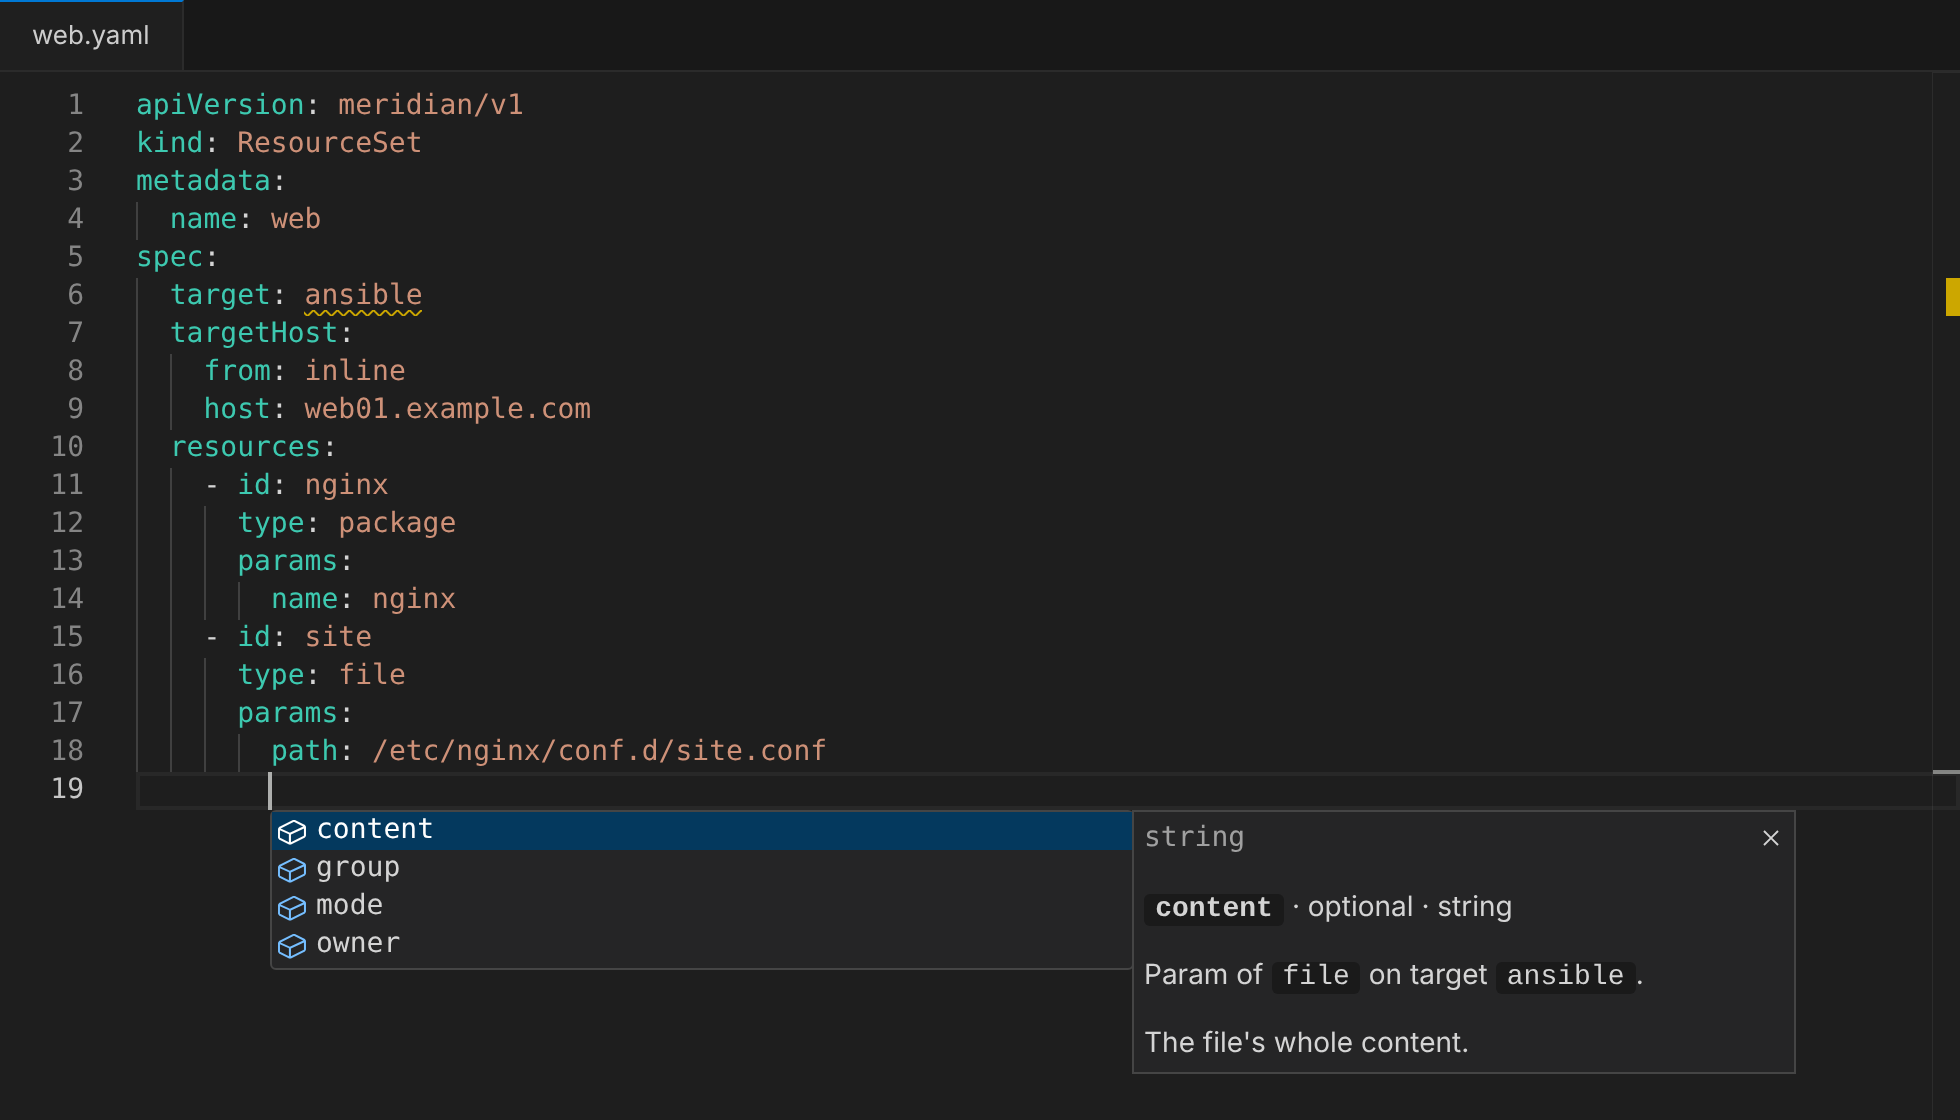 web.yaml
1 apiVersion: meridian/v1
2 kind: ResourceSet
3 metadata:
4   name: web
5 spec:
6   target: ansible
7   targetHost:
8     from: inline
9     host: web01.example.com
10   resources:
11     - id: nginx
12       type: package
13       params:
14         name: nginx
15     - id: site
16       type: file
17       params:
18         path: /etc/nginx/conf.d/site.conf
19
content
group
mode
owner
string
content · optional · string
Param of file on target ansible.
The file's whole content.